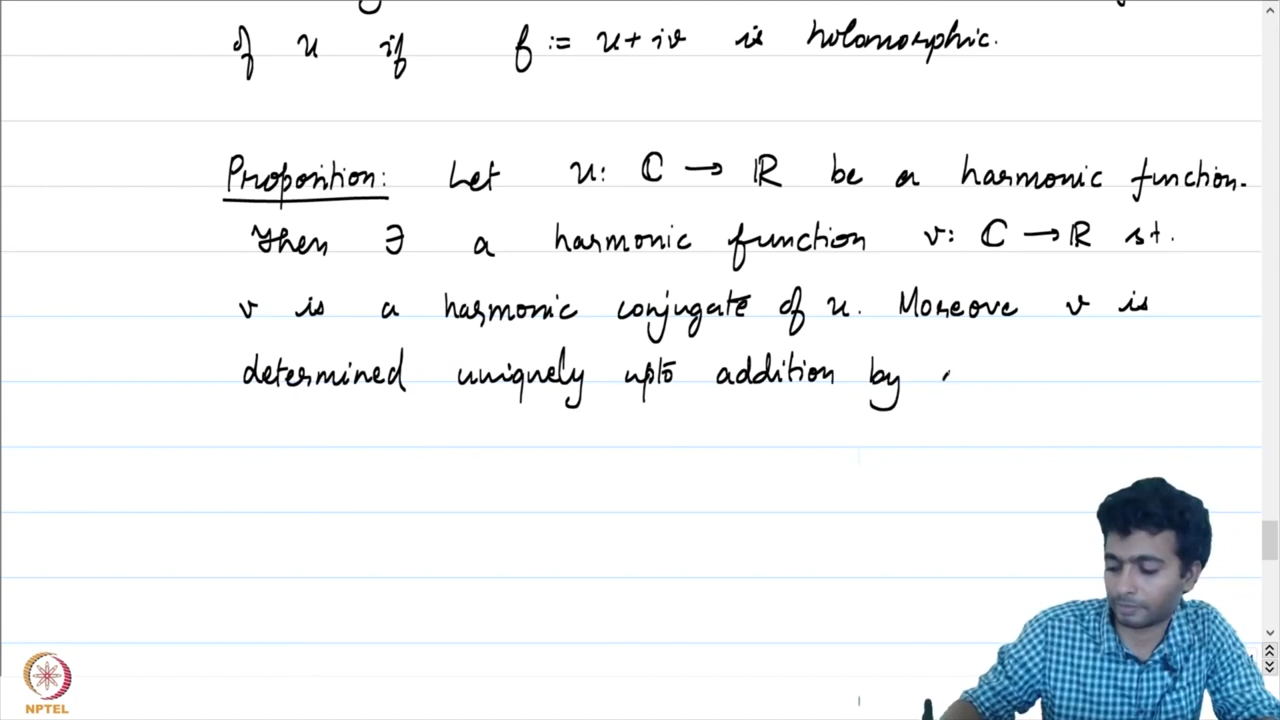 of u if f := u + iv is holomorphic.
Proposition: Let u: ℂ → ℝ be a harmonic function.
Then ∃ a harmonic function v: ℂ → ℝ st.
v is a harmonic conjugate of u. Moreove v is
determined uniquely upto addition by
NPTEL